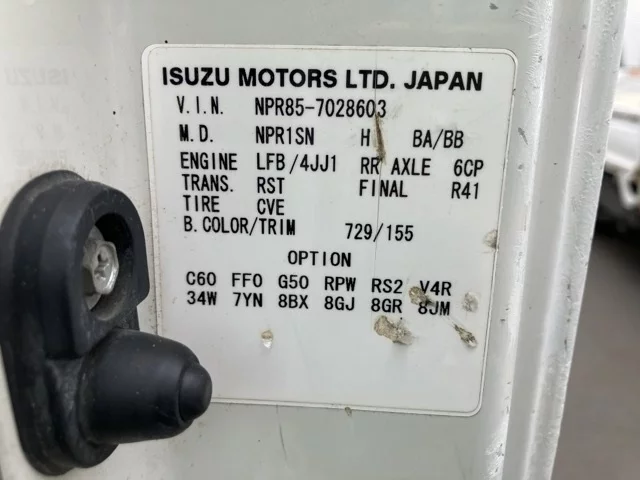 ISUZU MOTORS LTD. JAPAN
V.I.N. NPR85-7028603
M.D. NPR1SN H BA/BB
ENGINE LFB/4JJ1 RR AXLE 6CP
TRANS. RST FINAL R41
TIRE CVE
B.COLOR/TRIM 729/155
OPTION
C60 FF0 G50 RPW RS2 V4R
34W 7YN 8BX 8GJ 8GR 8JM